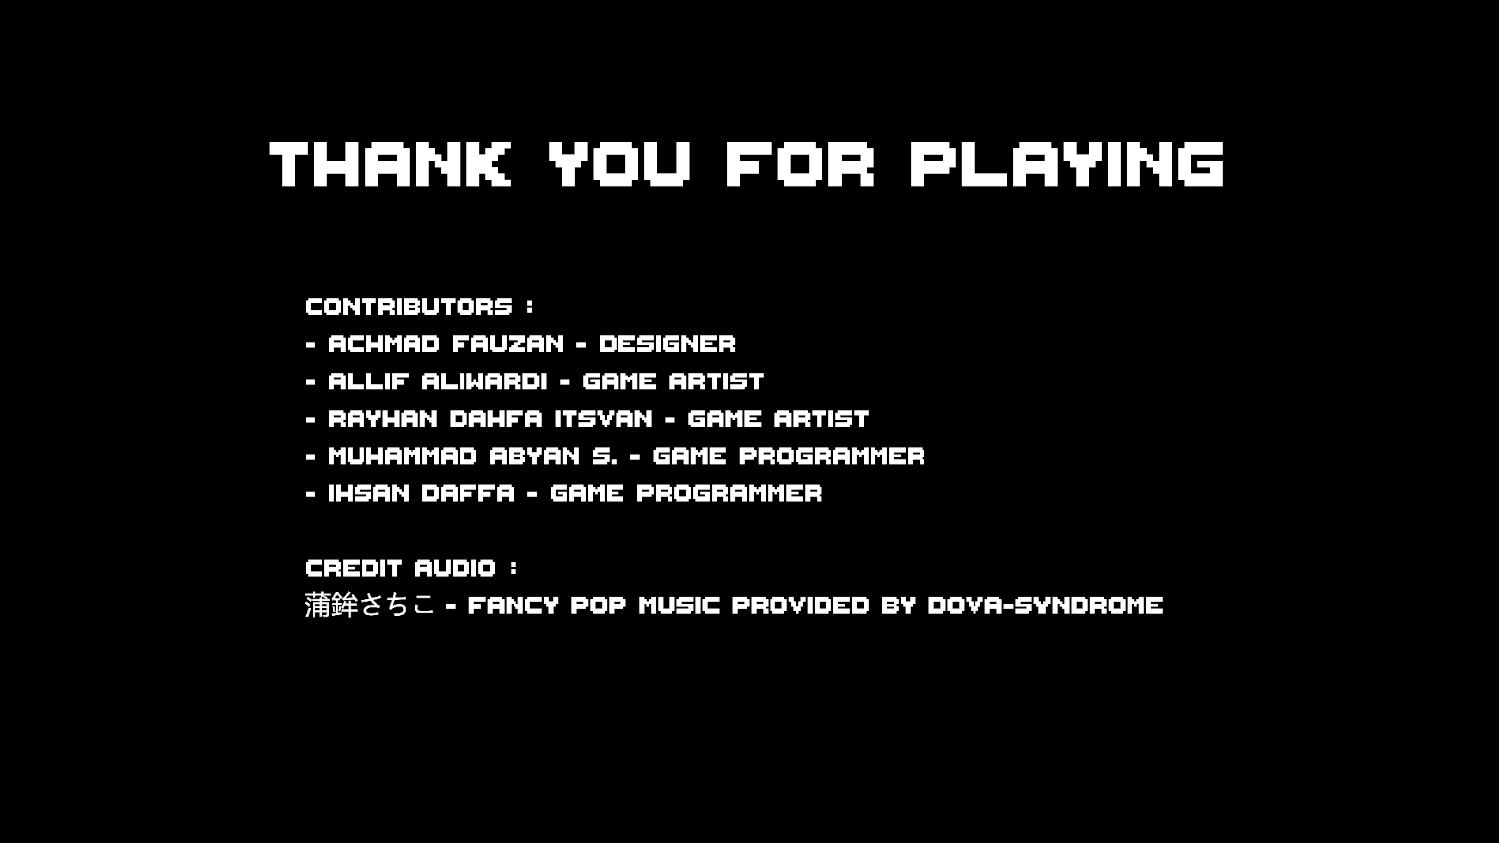 THANK YOU FOR PLAYING
CONTRIBUTORS :
- ACHMAD FAUZAN - DESIGNER
- ALLIF ALIWARDI - GAME ARTIST
- RAYHAN DAHFA ITSVAN - GAME ARTIST
- MUHAMMAD ABYAN S. - GAME PROGRAMMER
- IHSAN DAFFA - GAME PROGRAMMER
CREDIT AUDIO :
蒲鉾さちこ - FANCY POP MUSIC PROVIDED BY DOVA-SYNDROME